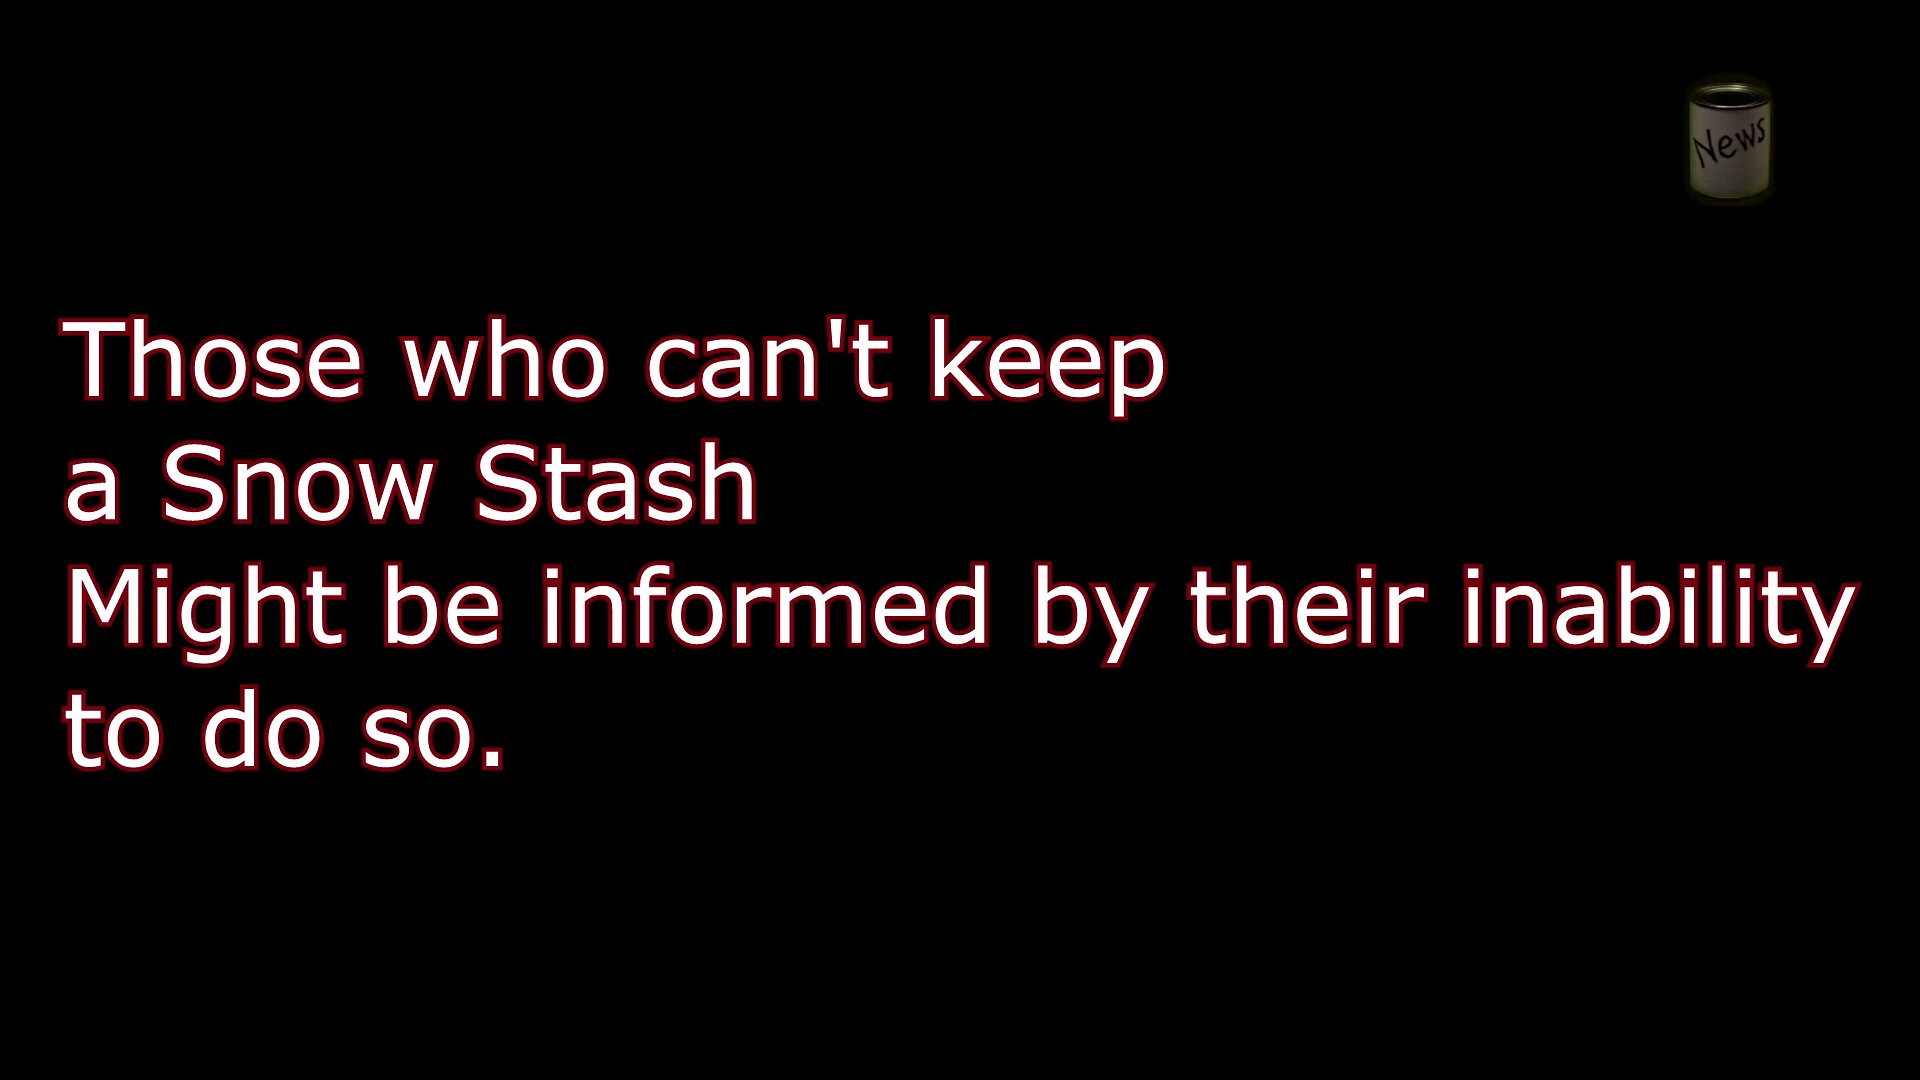 News
Those who can't keep
a Snow Stash
Might be informed by their inability
to do so.